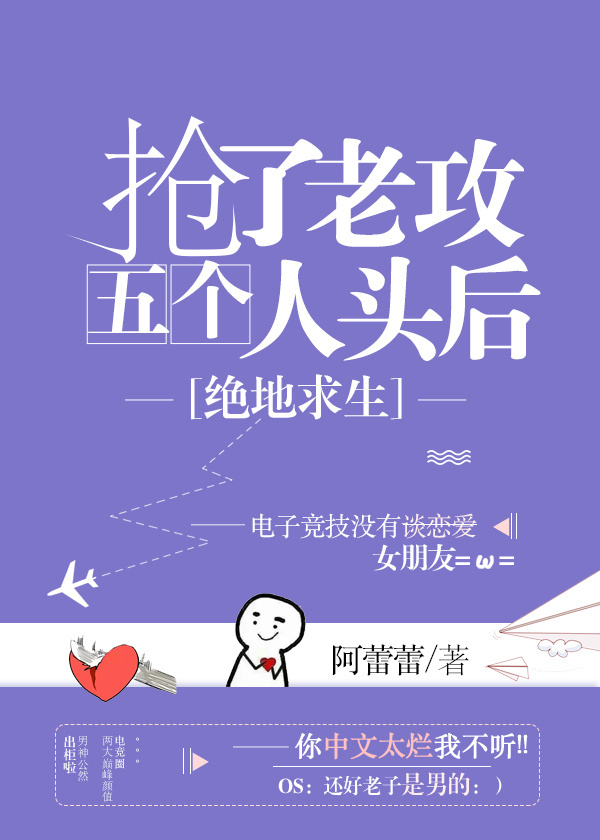 抢了老攻
五个人头后
[绝地求生]
电子竞技没有谈恋爱
女朋友=ω=
阿蕾蕾/著
你中文太烂我不听!!
OS：还好老子是男的：）
电竞圈
两大巅峰颜值
男神公然
出柜啦